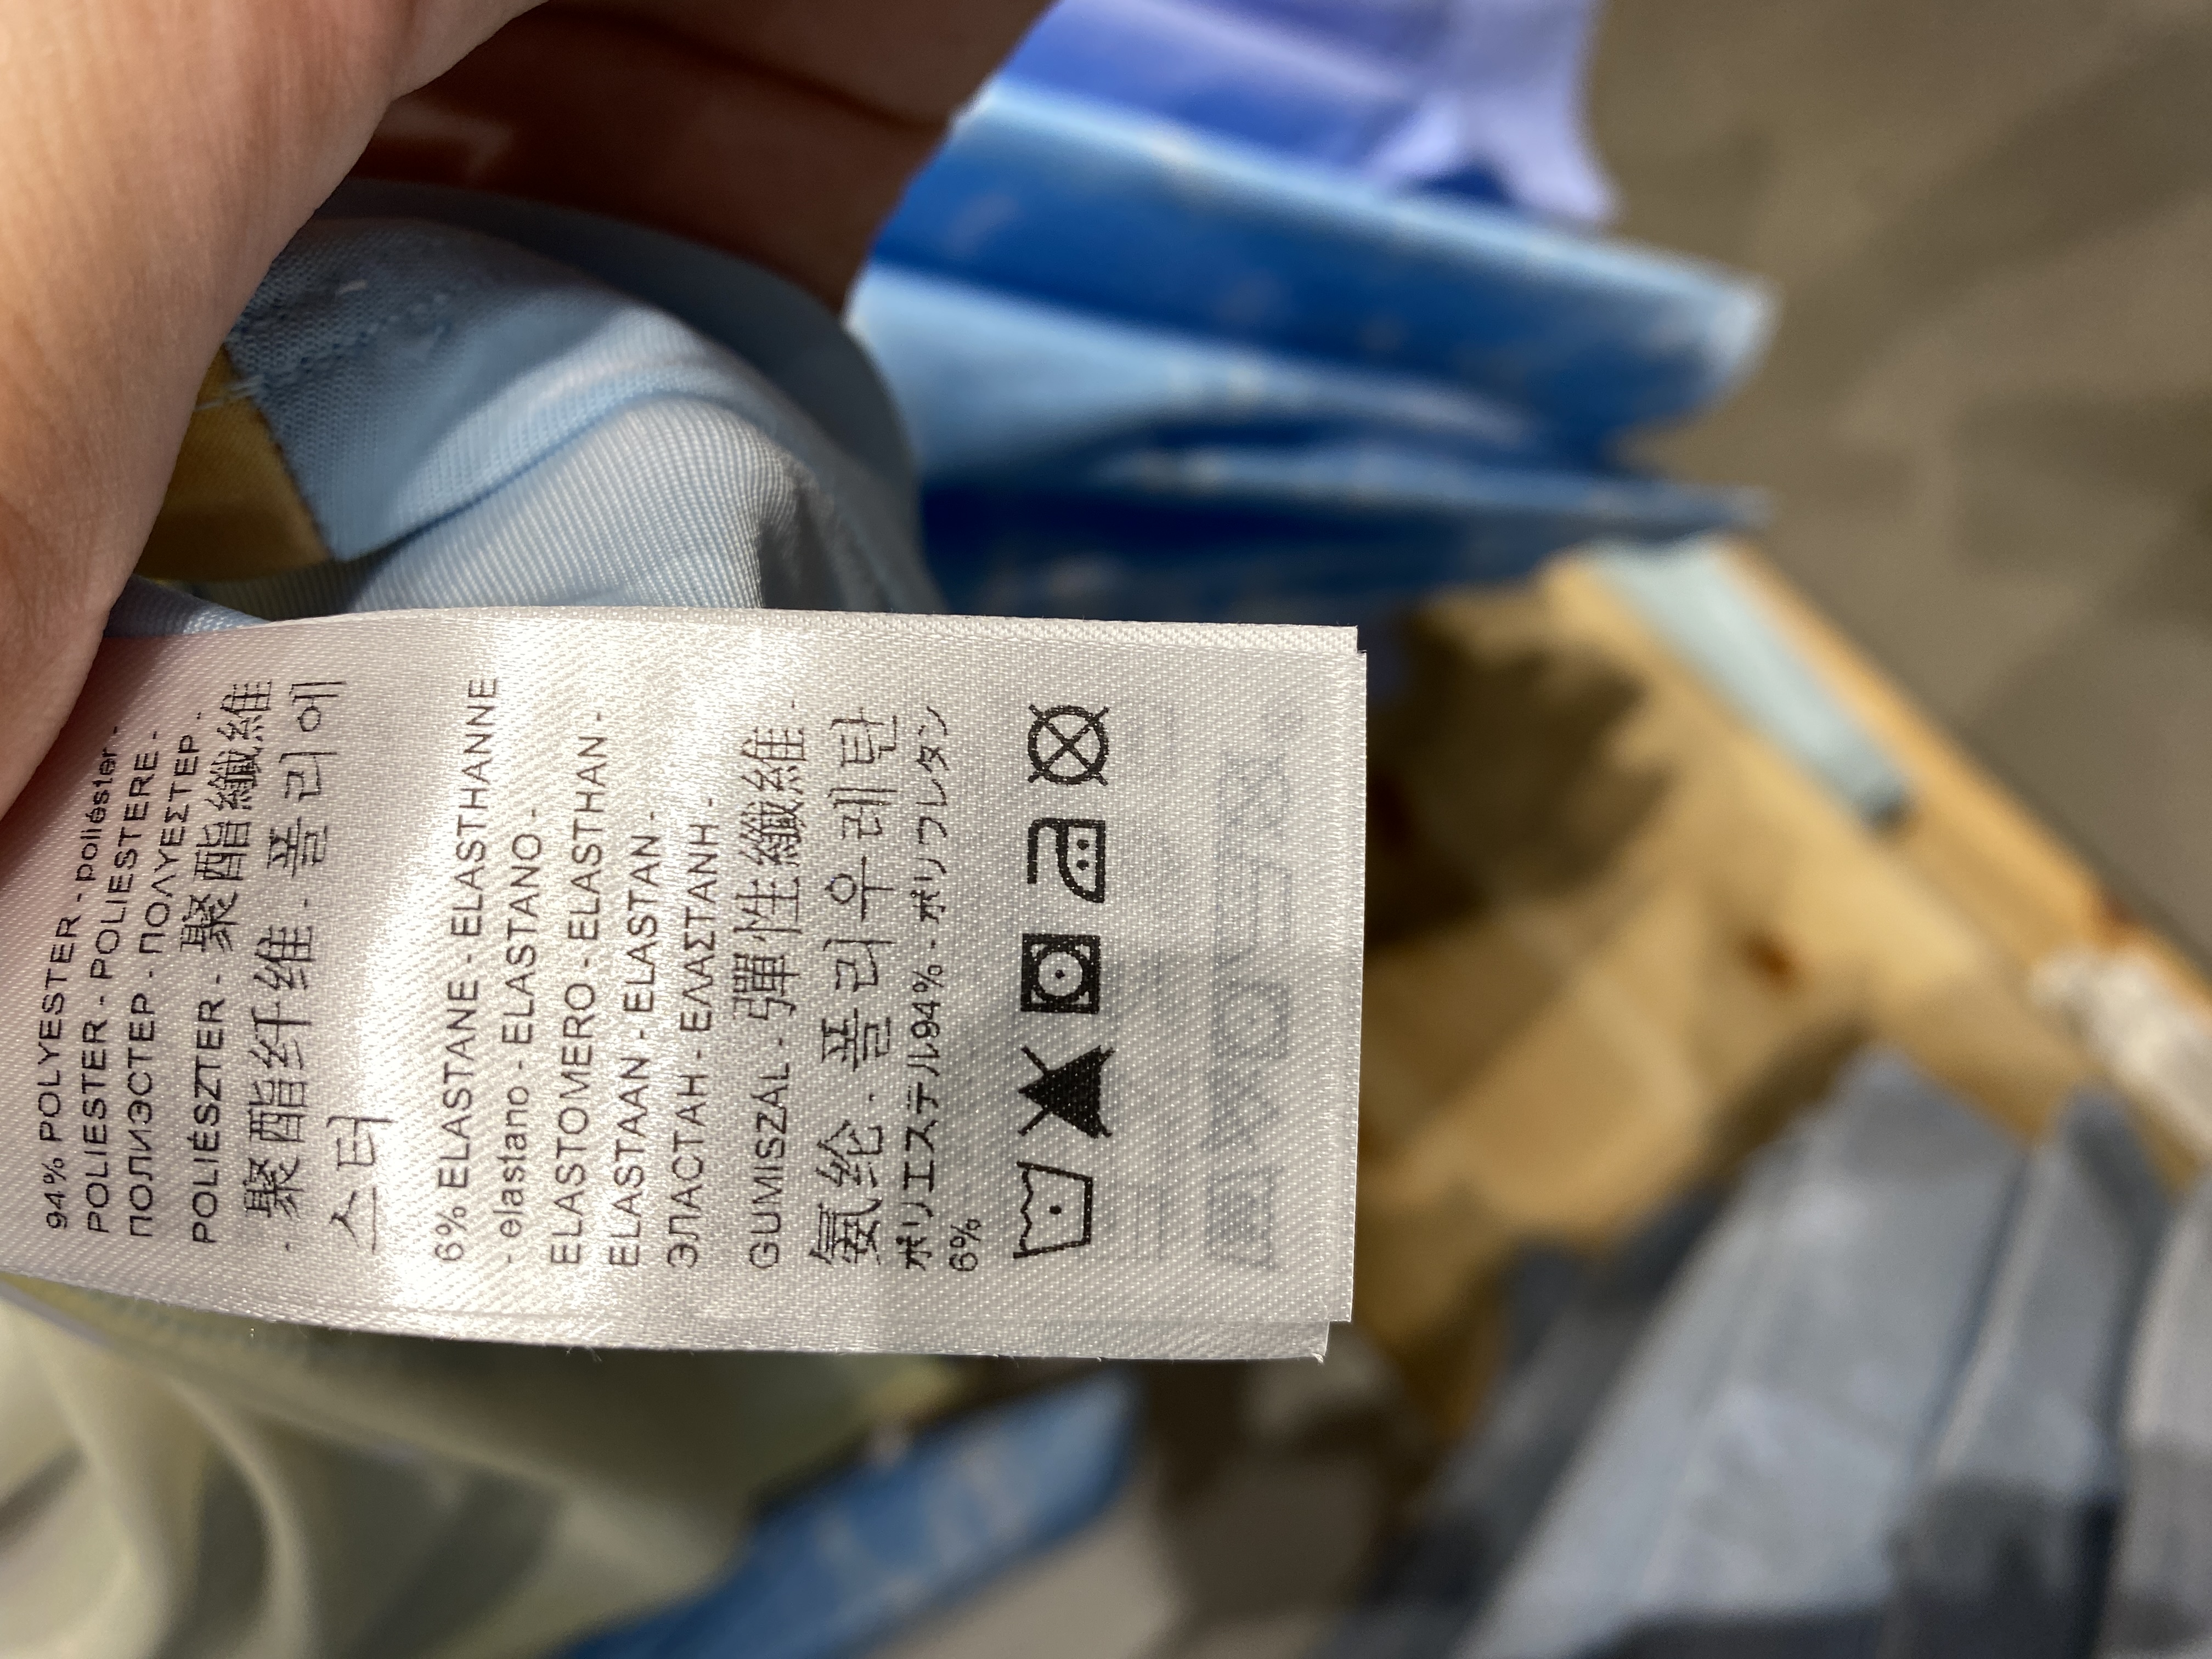 94% POLYESTER - poliéster -
POLIESTER - POLIESTERE -
ПОЛИЭСТЕР - ΠΟΛΥΕΣΤΕΡ -
POLIÉSZTER - 聚酯纖維
- 聚酯纤维 - 폴리에
스터
6% ELASTANE - ELASTHANNE
- elastano - ELASTANO -
ELASTOMERO - ELASTHAN -
ELASTAAN - ELASTAN -
ЭЛАСТАН - ΕΛΑΣΤΑΝΗ -
GUMISZÁL - 彈性纖維 -
氨纶 - 폴리우레탄
ポリエステル94% - ポリウレタン
6%